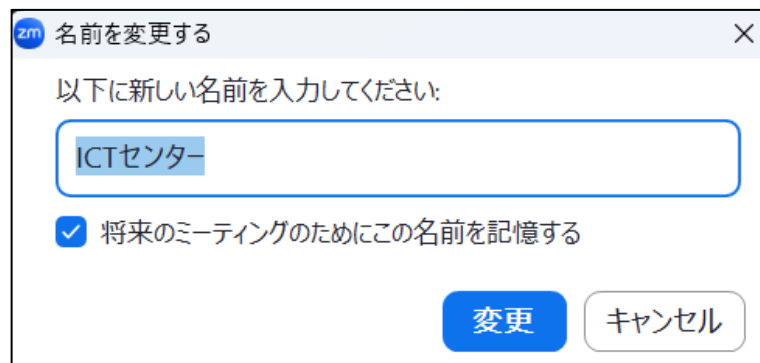 zm 名前を変更する
以下に新しい名前を入力してください:
ICTセンター
将来のミーティングのためにこの名前を記憶する
変更 キャンセル